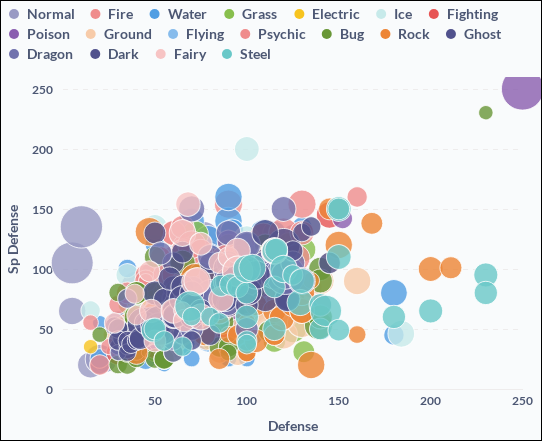 Normal Fire Water Grass Electric Ice Fighting
Poison Ground Flying Psychic Bug Rock Ghost
Dragon Dark Fairy Steel
250
200
150
100
50
0
Sp Defense
50 100 150 200 250
Defense